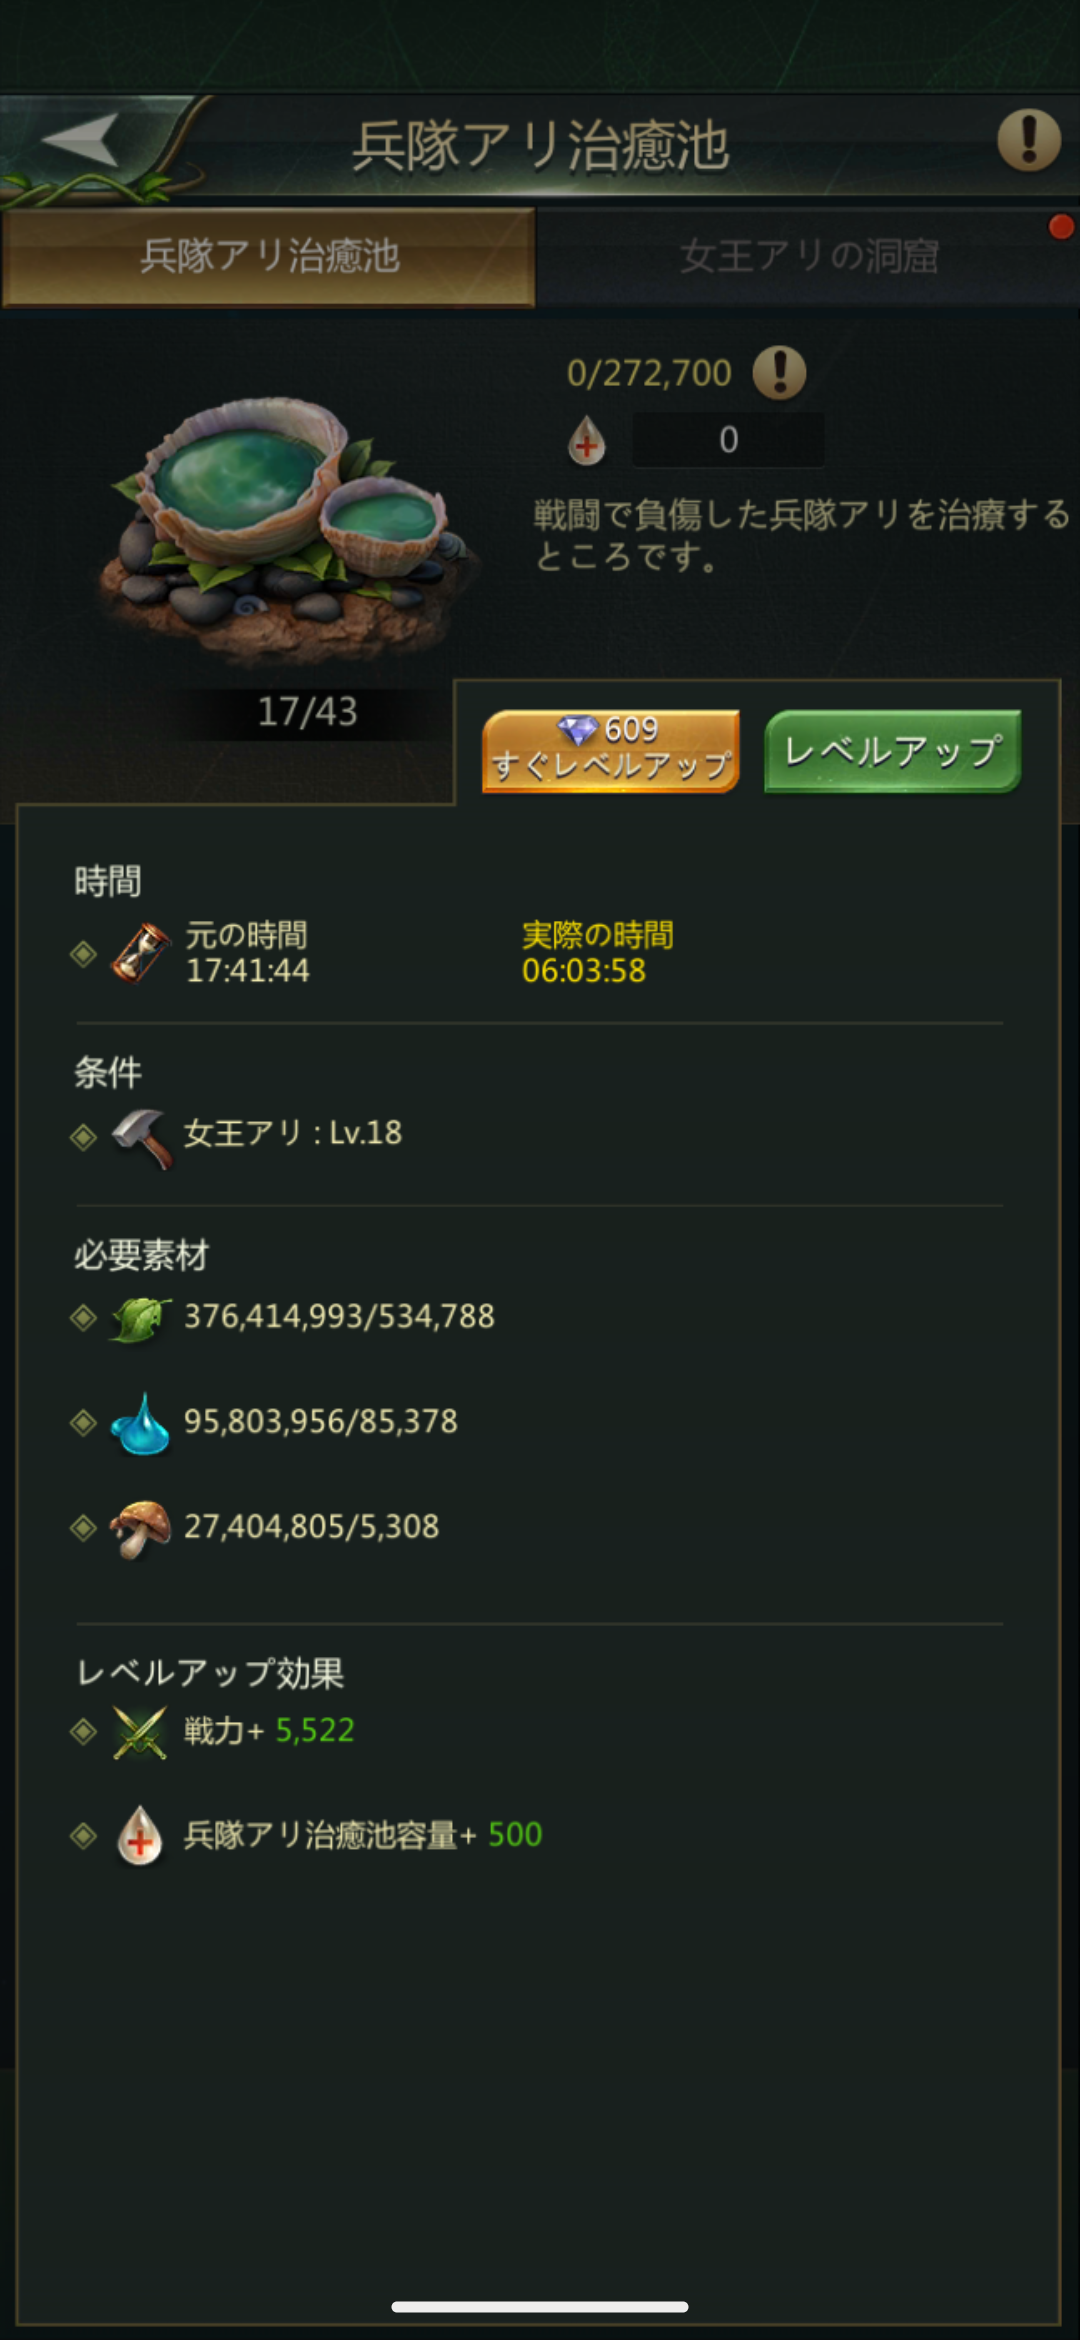 兵隊アリ治癒池
兵隊アリ治癒池
女王アリの洞窟
0/272,700
0
戦闘で負傷した兵隊アリを治療する
ところです。
17/43
609
すぐレベルアップ
レベルアップ
時間
元の時間
実際の時間
17:41:44
06:03:58
条件
女王アリ : Lv.18
必要素材
376,414,993/534,788
95,803,956/85,378
27,404,805/5,308
レベルアップ効果
戦力+ 5,522
兵隊アリ治癒池容量+ 500